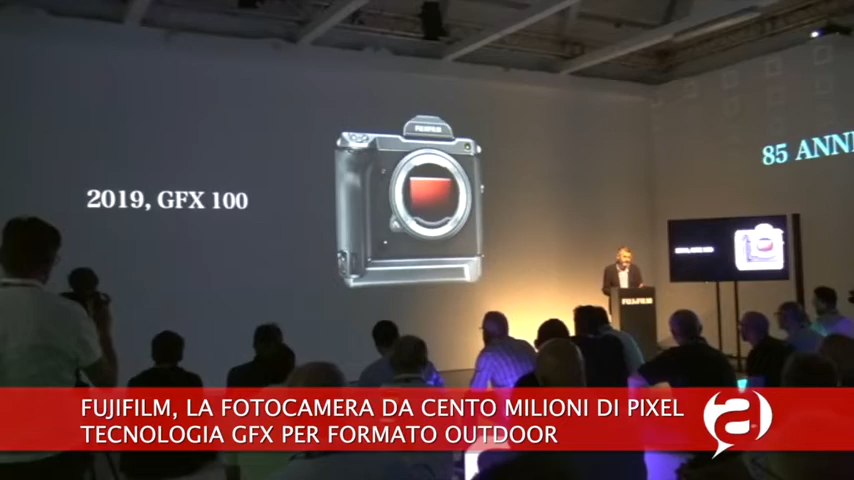 FUJIFILM
85 ANNI
2019, GFX 100
FUJIFILM
FUJIFILM, LA FOTOCAMERA DA CENTO MILIONI DI PIXEL
TECNOLOGIA GFX PER FORMATO OUTDOOR
a